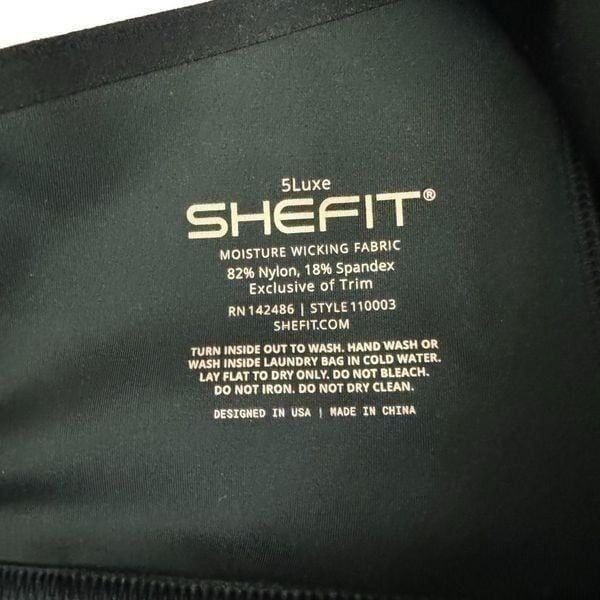 5Luxe
SHEFIT®
MOISTURE WICKING FABRIC
82% Nylon, 18% Spandex
Exclusive of Trim
RN 142486 | STYLE 110003
SHEFIT.COM
TURN INSIDE OUT TO WASH. HAND WASH OR
WASH INSIDE LAUNDRY BAG IN COLD WATER.
LAY FLAT TO DRY ONLY. DO NOT BLEACH.
DO NOT IRON. DO NOT DRY CLEAN.
DESIGNED IN USA | MADE IN CHINA